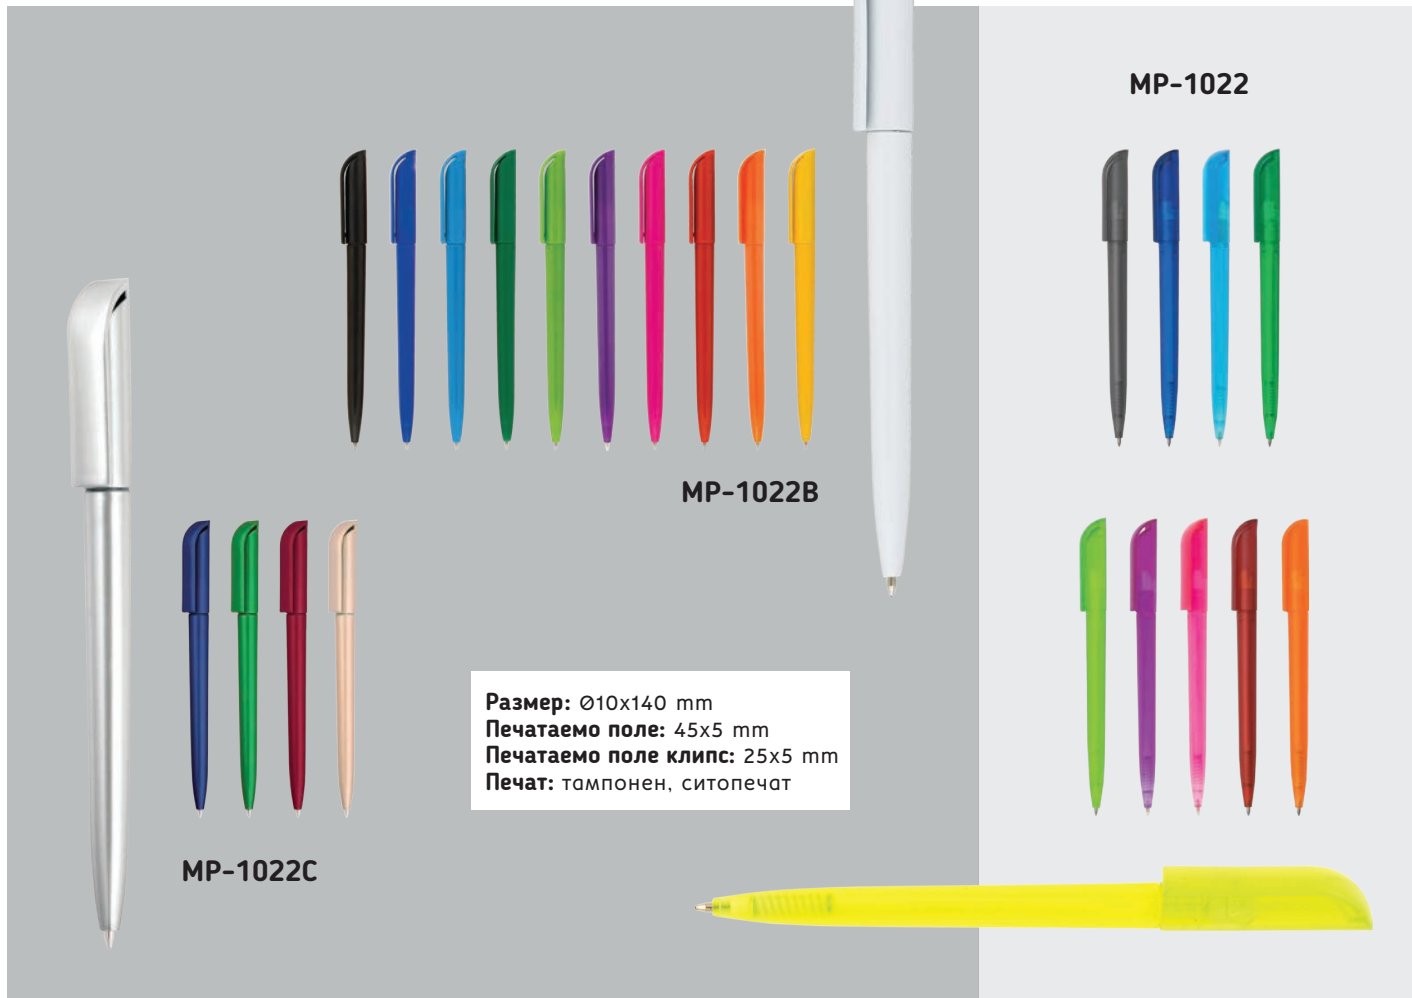 MP-1022
MP-1022B
Размер: Ø10x140 mm
Печатаемо поле: 45x5 mm
Печатаемо поле клипс: 25x5 mm
Печат: тампонен, ситопечат
MP-1022C